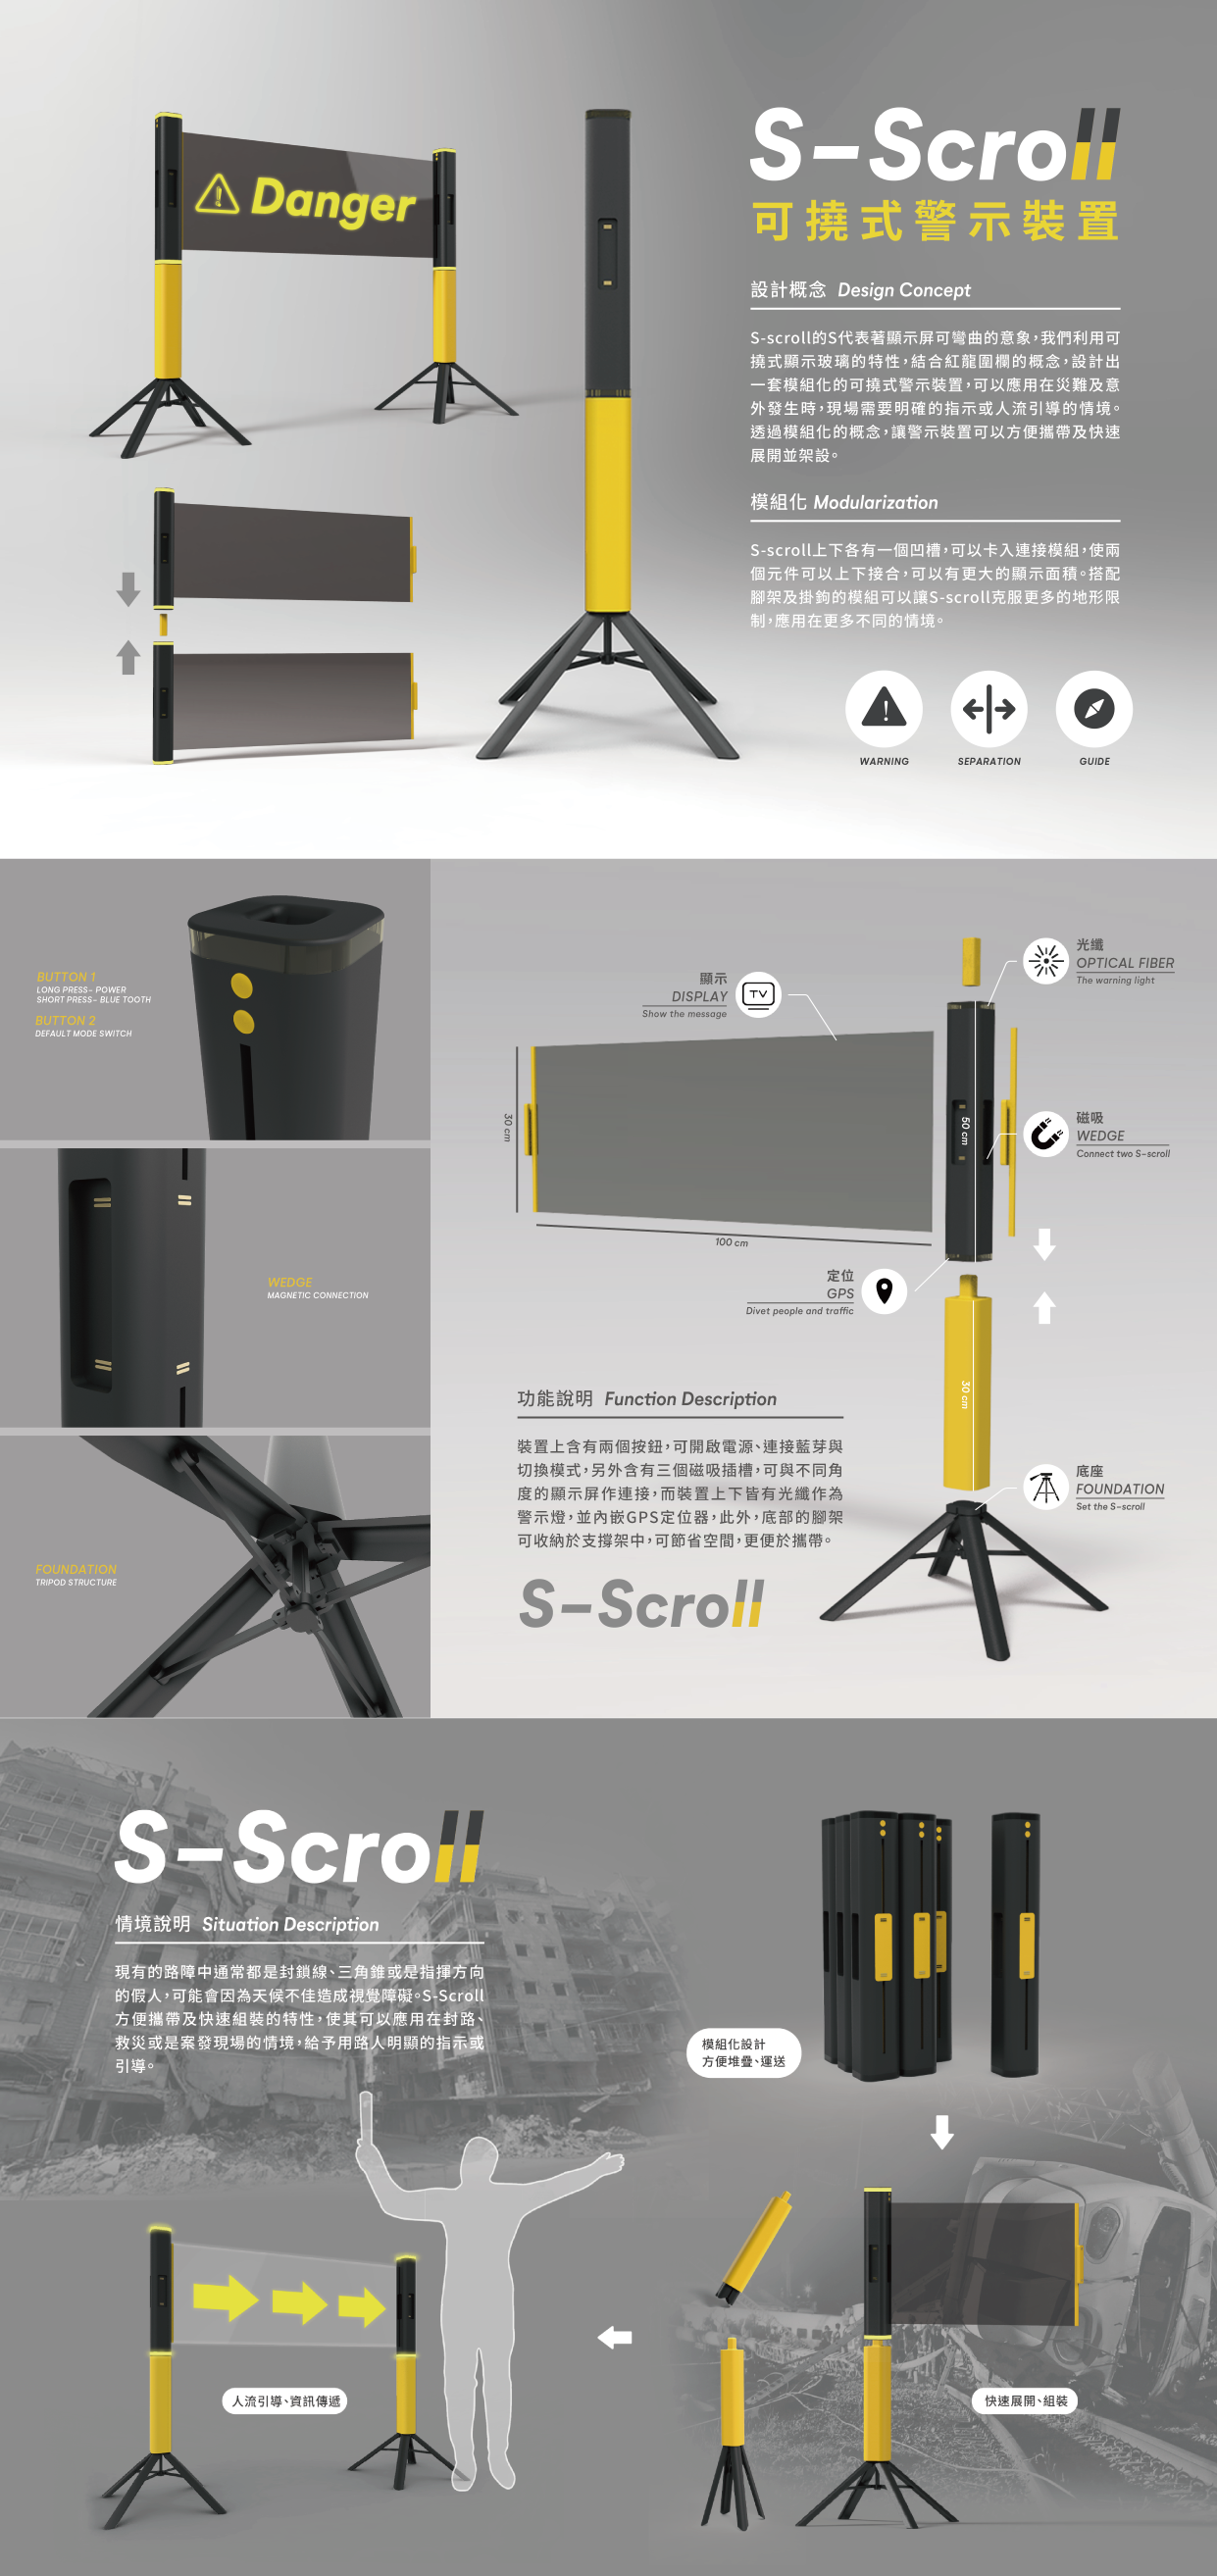 Danger
S-Scroll
可撓式警示裝置
設計概念 Design Concept
S-scroll的S代表著顯示屏可彎曲的意象,我們利用可
撓式顯示玻璃的特性,結合紅龍圍欄的概念,設計出
一套模組化的可撓式警示裝置,可以應用在災難及意
外發生時,現場需要明確的指示或人流引導的情境。
透過模組化的概念,讓警示裝置可以方便攜帶及快速
展開並架設。
模組化 Modularization
S-scroll上下各有一個凹槽,可以卡入連接模組,使兩
個元件可以上下接合,可以有更大的顯示面積。搭配
腳架及掛鉤的模組可以讓S-scroll克服更多的地形限
制,應用在更多不同的情境。
WARNING
SEPARATION
GUIDE
BUTTON 1
LONG PRESS- POWER
SHORT PRESS- BLUE TOOTH
BUTTON 2
DEFAULT MODE SWITCH
WEDGE
MAGNETIC CONNECTION
FOUNDATION
TRIPOD STRUCTURE
顯示
DISPLAY
Show the message
TV
光纖
OPTICAL FIBER
The warning light
30 cm
50 cm
磁吸
WEDGE
Connect two S-scroll
100 cm
定位
GPS
Divet people and traffic
30 cm
功能說明 Function Description
裝置上含有兩個按鈕,可開啟電源、連接藍芽與
切換模式,另外含有三個磁吸插槽,可與不同角
度的顯示屏作連接,而裝置上下皆有光纖作為
警示燈,並內嵌GPS定位器,此外,底部的腳架
可收納於支撐架中,可節省空間,更便於攜帶。
底座
FOUNDATION
Set the S-scroll
S-Scroll
S-Scroll
情境說明 Situation Description
現有的路障中通常都是封鎖線、三角錐或是指揮方向
的假人,可能會因為天候不佳造成視覺障礙。S-Scroll
方便攜帶及快速組裝的特性,使其可以應用在封路、
救災或是案發現場的情境,給予用路人明顯的指示或
引導。
模組化設計
方便堆疊、運送
人流引導、資訊傳遞
快速展開、組裝